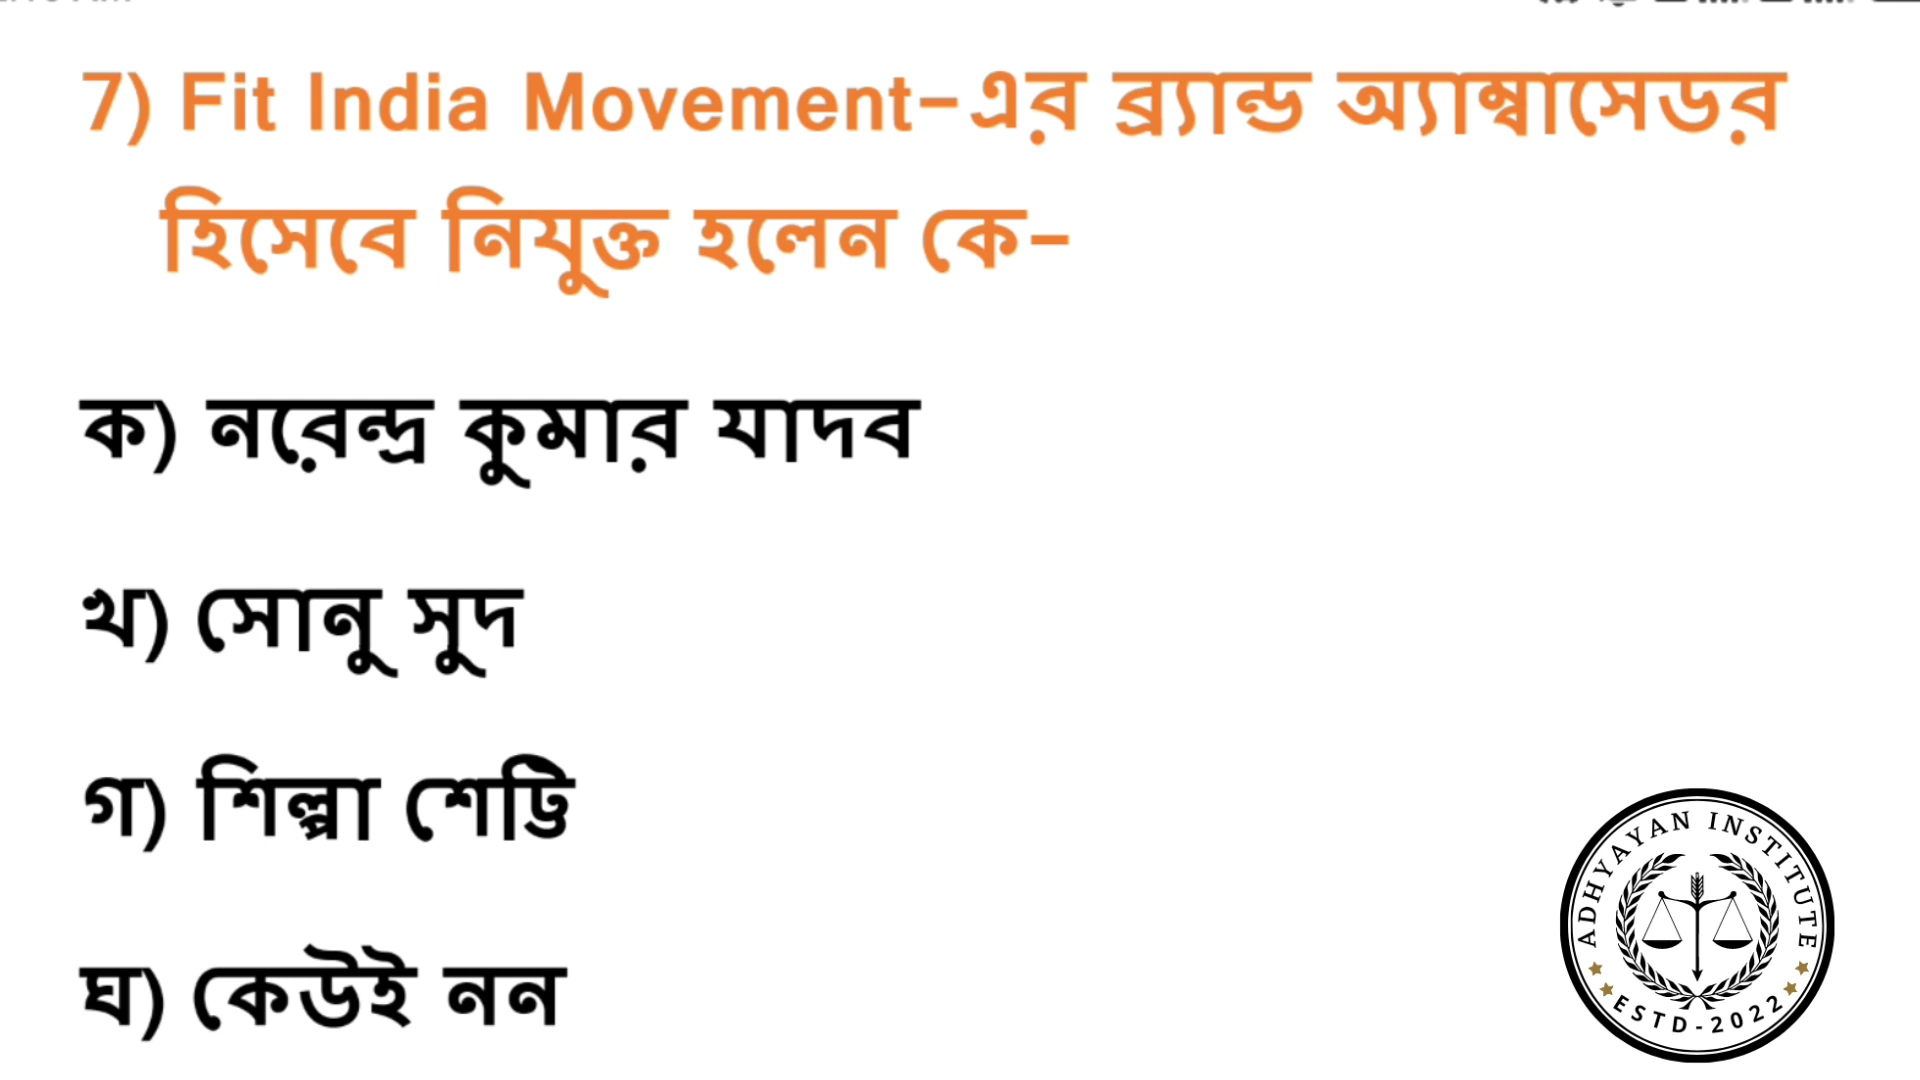 7) Fit India Movement-এর ব্র্যান্ড অ্যাম্বাসেডর
হিসেবে নিযুক্ত হলেন কে-
ক) নরেন্দ্র কুমার যাদব
খ) সোনু সুদ
গ) শিল্পা শেট্টি
ঘ) কেউই নন
ADHYAYAN INSTITUTE
ESTD-2022